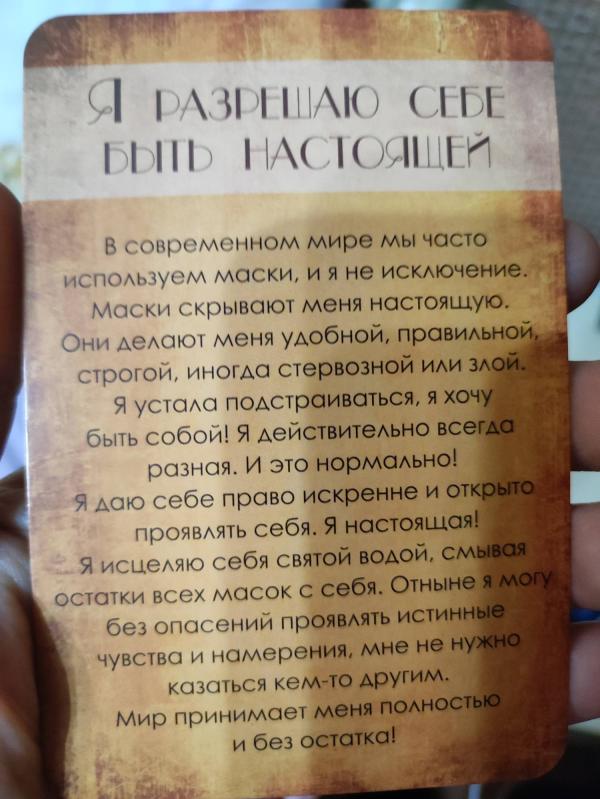 Я РАЗРЕШАЮ СЕБЕ
БЫТЬ НАСТОЯЩЕЙ
В современном мире мы часто
используем маски, и я не исключение.
Маски скрывают меня настоящую.
Они делают меня удобной, правильной,
строгой, иногда стервозной или злой.
Я устала подстраиваться, я хочу
быть собой! Я действительно всегда
разная. И это нормально!
Я даю себе право искренне и открыто
проявлять себя. Я настоящая!
Я исцеляю себя святой водой, смывая
остатки всех масок с себя. Отныне я могу
без опасений проявлять истинные
чувства и намерения, мне не нужно
казаться кем-то другим.
Мир принимает меня полностью
и без остатка!